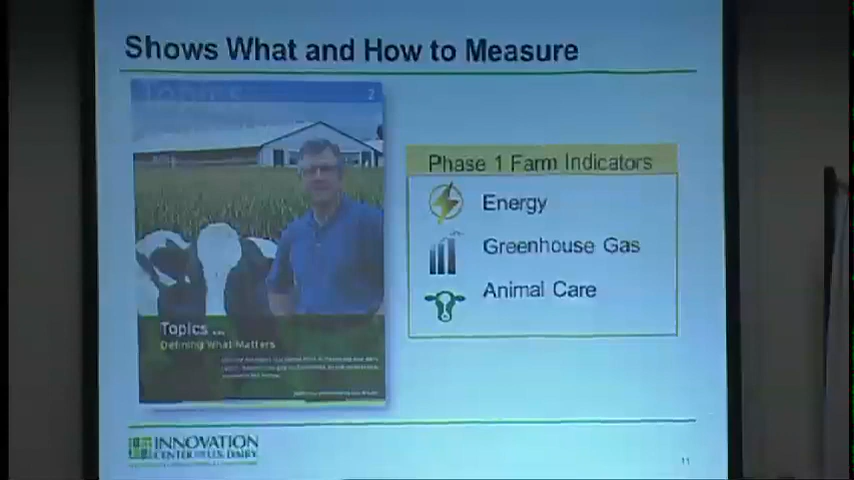 Shows What and How to Measure
TOPICS
2
Phase 1 Farm Indicators
Energy
Greenhouse Gas
Animal Care
Topics ...
Defining What Matters
INNOVATION
CENTER FOR U.S. DAIRY
11